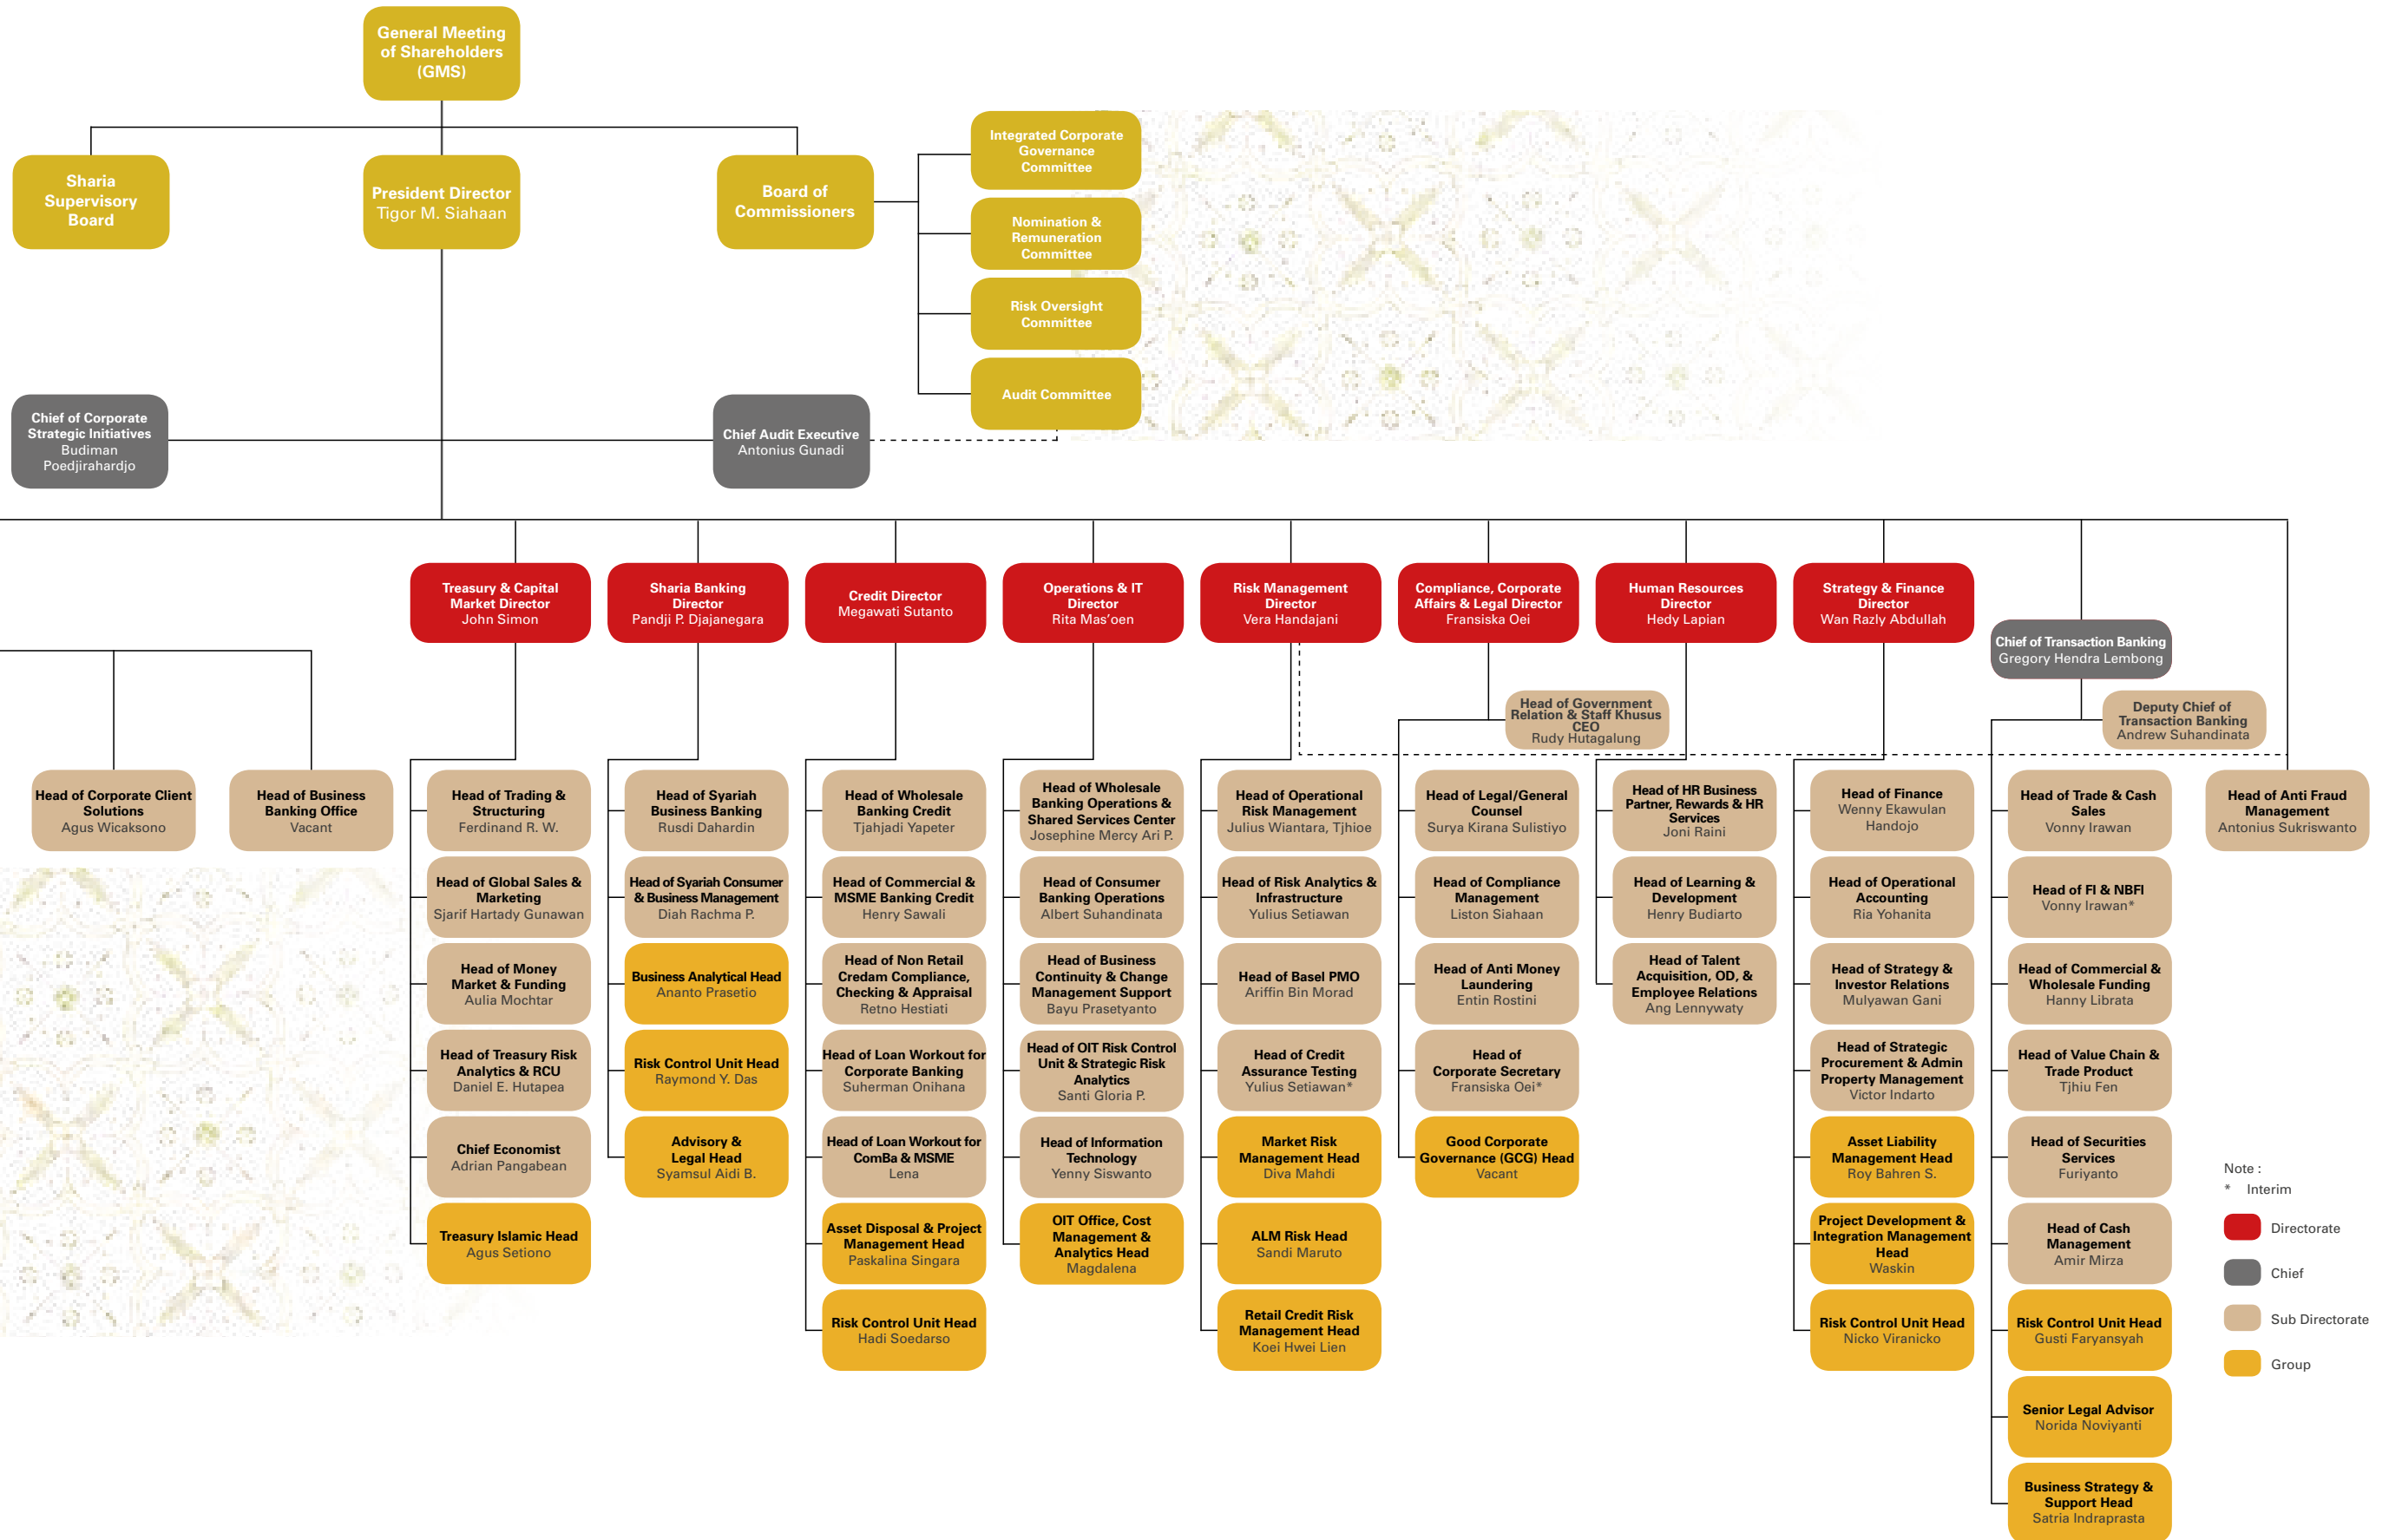 General Meeting
of Shareholders
(GMS)
Sharia
Supervisory
Board
President Director
Tigor M. Siahaan
Board of
Commissioners
Integrated Corporate
Governance
Committee
Nomination &
Remuneration
Committee
Risk Oversight
Committee
Audit Committee
Chief of Corporate
Strategic Initiatives
Budiman
Poedjirahardjo
Chief Audit Executive
Antonius Gunadi
Treasury & Capital
Market Director
John Simon
Sharia Banking
Director
Pandji P. Djajanegara
Credit Director
Megawati Sutanto
Operations & IT
Director
Rita Mas'oen
Risk Management
Director
Vera Handajani
Compliance, Corporate
Affairs & Legal Director
Fransiska Oei
Human Resources
Director
Hedy Lapian
Strategy & Finance
Director
Wan Razly Abdullah
Chief of Transaction Banking
Gregory Hendra Lembong
Head of Government
Relation & Staff Khusus
CEO
Rudy Hutagalung
Deputy Chief of
Transaction Banking
Andrew Suhandinata
Head of Corporate Client
Solutions
Agus Wicaksono
Head of Business
Banking Office
Vacant
Head of Trading &
Structuring
Ferdinand R. W.
Head of Global Sales &
Marketing
Sjarif Hartady Gunawan
Head of Money
Market & Funding
Aulia Mochtar
Head of Treasury Risk
Analytics & RCU
Daniel E. Hutapea
Chief Economist
Adrian Pangabean
Treasury Islamic Head
Agus Setiono
Head of Syariah
Business Banking
Rusdi Dahardin
Head of Syariah Consumer
& Business Management
Diah Rachma P.
Business Analytical Head
Ananto Prasetio
Risk Control Unit Head
Raymond Y. Das
Advisory &
Legal Head
Syamsul Aidi B.
Head of Wholesale
Banking Credit
Tjahjadi Yapeter
Head of Commercial &
MSME Banking Credit
Henry Sawali
Head of Non Retail
Credam Compliance,
Checking & Appraisal
Retno Hestiati
Head of Loan Workout for
Corporate Banking
Suherman Onihana
Head of Loan Workout for
ComBa & MSME
Lena
Asset Disposal & Project
Management Head
Paskalina Singara
Risk Control Unit Head
Hadi Soedarso
Head of Wholesale
Banking Operations &
Shared Services Center
Josephine Mercy Ari P.
Head of Consumer
Banking Operations
Albert Suhandinata
Head of Business
Continuity & Change
Management Support
Bayu Prasetyanto
Head of OIT Risk Control
Unit & Strategic Risk
Analytics
Santi Gloria P.
Head of Information
Technology
Yenny Siswanto
OIT Office, Cost
Management &
Analytics Head
Magdalena
Head of Operational
Risk Management
Julius Wiantara, Tjhioe
Head of Risk Analytics &
Infrastructure
Yulius Setiawan
Head of Basel PMO
Ariffin Bin Morad
Head of Credit
Assurance Testing
Yulius Setiawan*
Market Risk
Management Head
Diva Mahdi
ALM Risk Head
Sandi Maruto
Retail Credit Risk
Management Head
Koei Hwei Lien
Head of Legal/General
Counsel
Surya Kirana Sulistiyo
Head of Compliance
Management
Liston Siahaan
Head of Anti Money
Laundering
Entin Rostini
Head of
Corporate Secretary
Fransiska Oei*
Good Corporate
Governance (GCG) Head
Vacant
Head of HR Business
Partner, Rewards & HR
Services
Joni Raini
Head of Learning &
Development
Henry Budiarto
Head of Talent
Acquisition, OD, &
Employee Relations
Ang Lennywaty
Head of Finance
Wenny Ekawulan
Handojo
Head of Operational
Accounting
Ria Yohanita
Head of Strategy &
Investor Relations
Mulyawan Gani
Head of Strategic
Procurement & Admin
Property Management
Victor Indarto
Asset Liability
Management Head
Roy Bahren S.
Project Development &
Integration Management
Head
Waskin
Risk Control Unit Head
Nicko Viranicko
Head of Trade & Cash
Sales
Vonny Irawan
Head of FI & NBFI
Vonny Irawan*
Head of Commercial &
Wholesale Funding
Hanny Librata
Head of Value Chain &
Trade Product
Tjhiu Fen
Head of Securities
Services
Furiyanto
Head of Cash
Management
Amir Mirza
Risk Control Unit Head
Gusti Faryansyah
Senior Legal Advisor
Norida Noviyanti
Business Strategy &
Support Head
Satria Indraprasta
Head of Anti Fraud
Management
Antonius Sukriswanto
Note :
* Interim
Directorate
Chief
Sub Directorate
Group